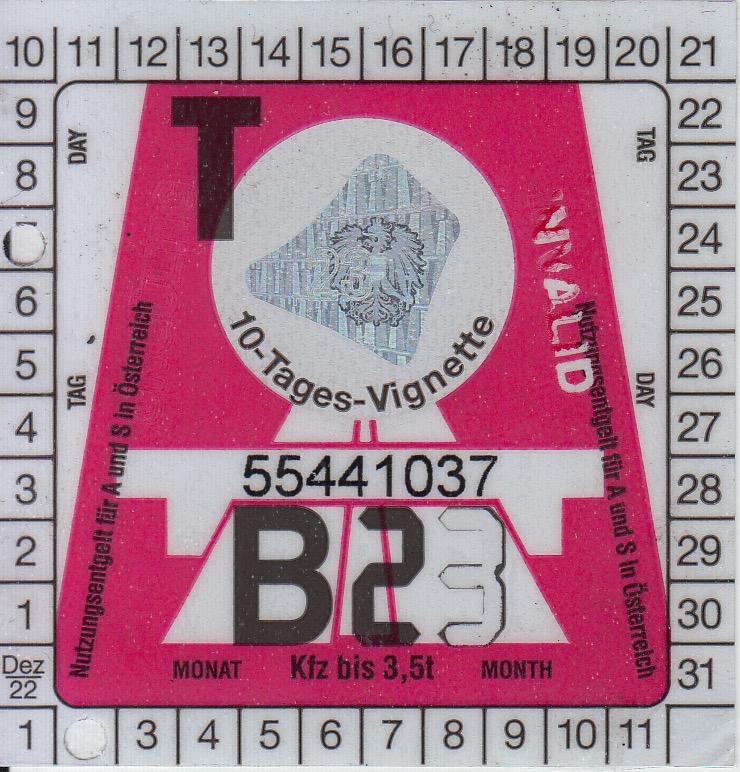 10 11 12 13 14 15 16 17 18 19 20 21
9 DAY T TAG 22
8 23
24
23
6 25
5 26
4 27
3 28
2 29
1 30
Dez
22
31
10-Tages-Vignette
INVALID
TAG DAY
Nutzungsentgelt für A und S in Österreich
Nutzungsentgelt für A und S in Österreich
55441037
B23
MONAT Kfz bis 3,5t MONTH
1 3 4 5 6 7 8 9 10 11